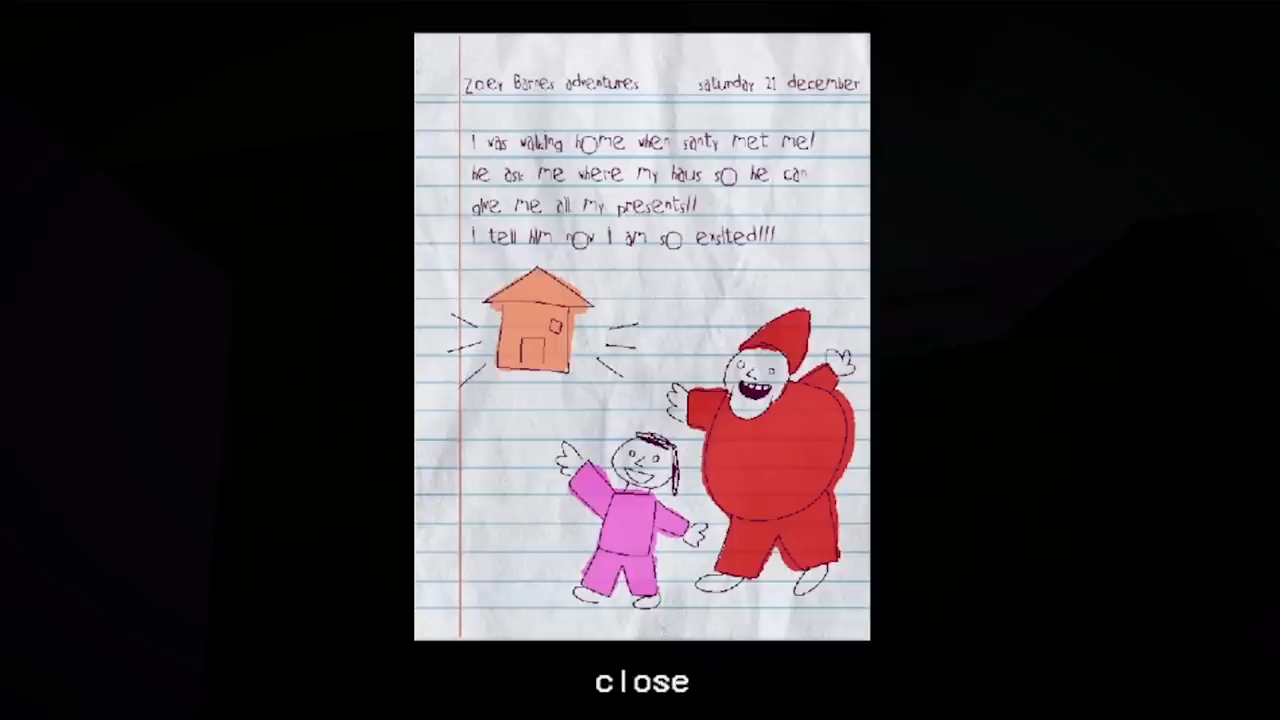 Zoey Barnes adventures saturday 21 december
I was walking home when santy met me!
he ask me where my haus so he can
give me all my presents!!
I tell him now I am so exsited!!!
close